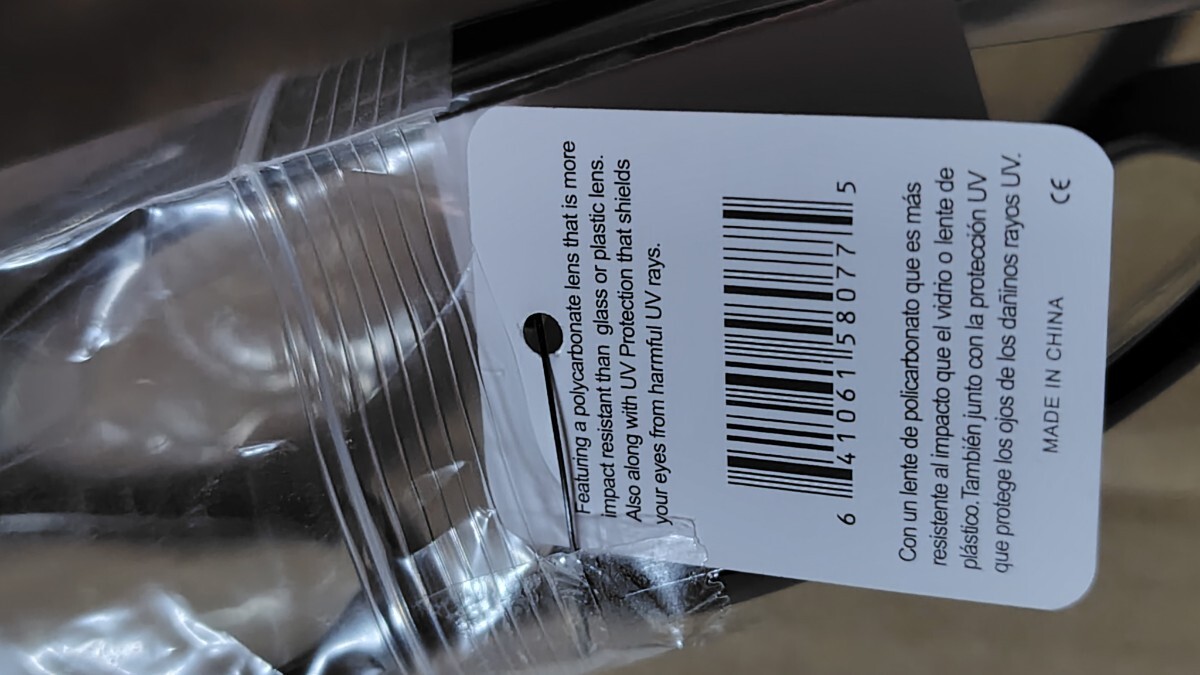 Featuring a polycarbonate lens that is more
impact resistant than glass or plastic lens.
Also along with UV Protection that shields
your eyes from harmful UV rays.
6 41061 58077 5
Con un lente de policarbonato que es más
resistente al impacto que el vidrio o lente de
plástico. También junto con la protección UV
que protege los ojos de los dañinos rayos UV.
MADE IN CHINA CE